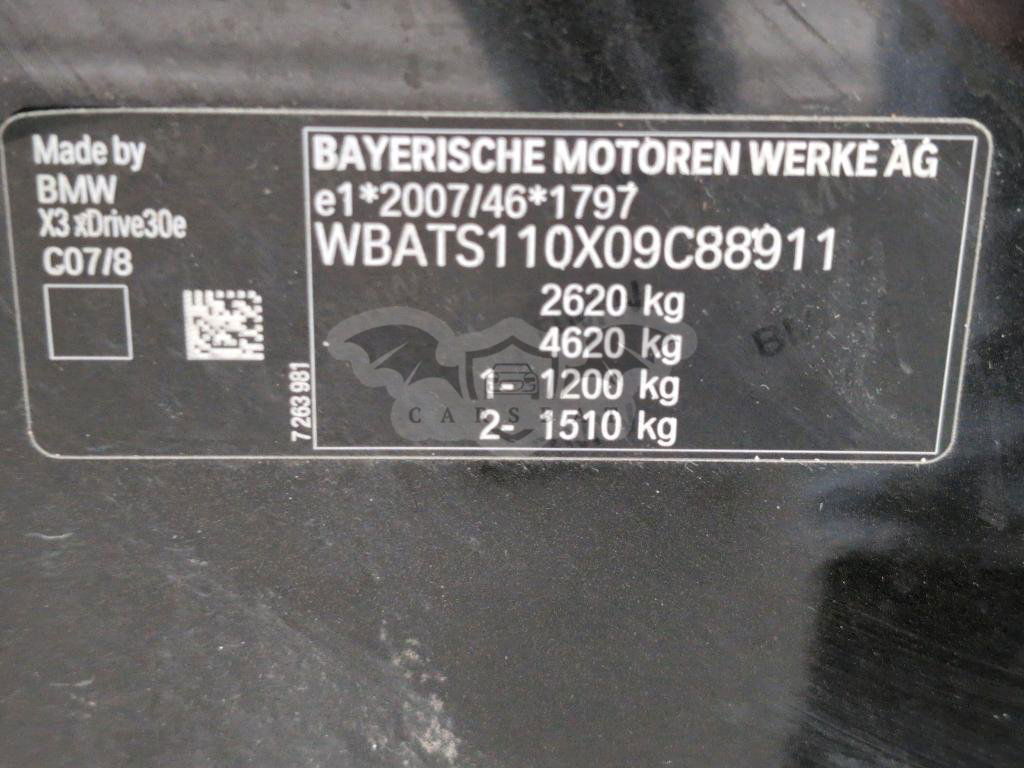 Made by
BMW
X3 xDrive30e
C07/8
7 263 981
BAYERISCHE MOTOREN WERKE AG
e1*2007/46*1797
WBATS110X09C88911
2620 kg
4620 kg
1- 1200 kg
2- 1510 kg